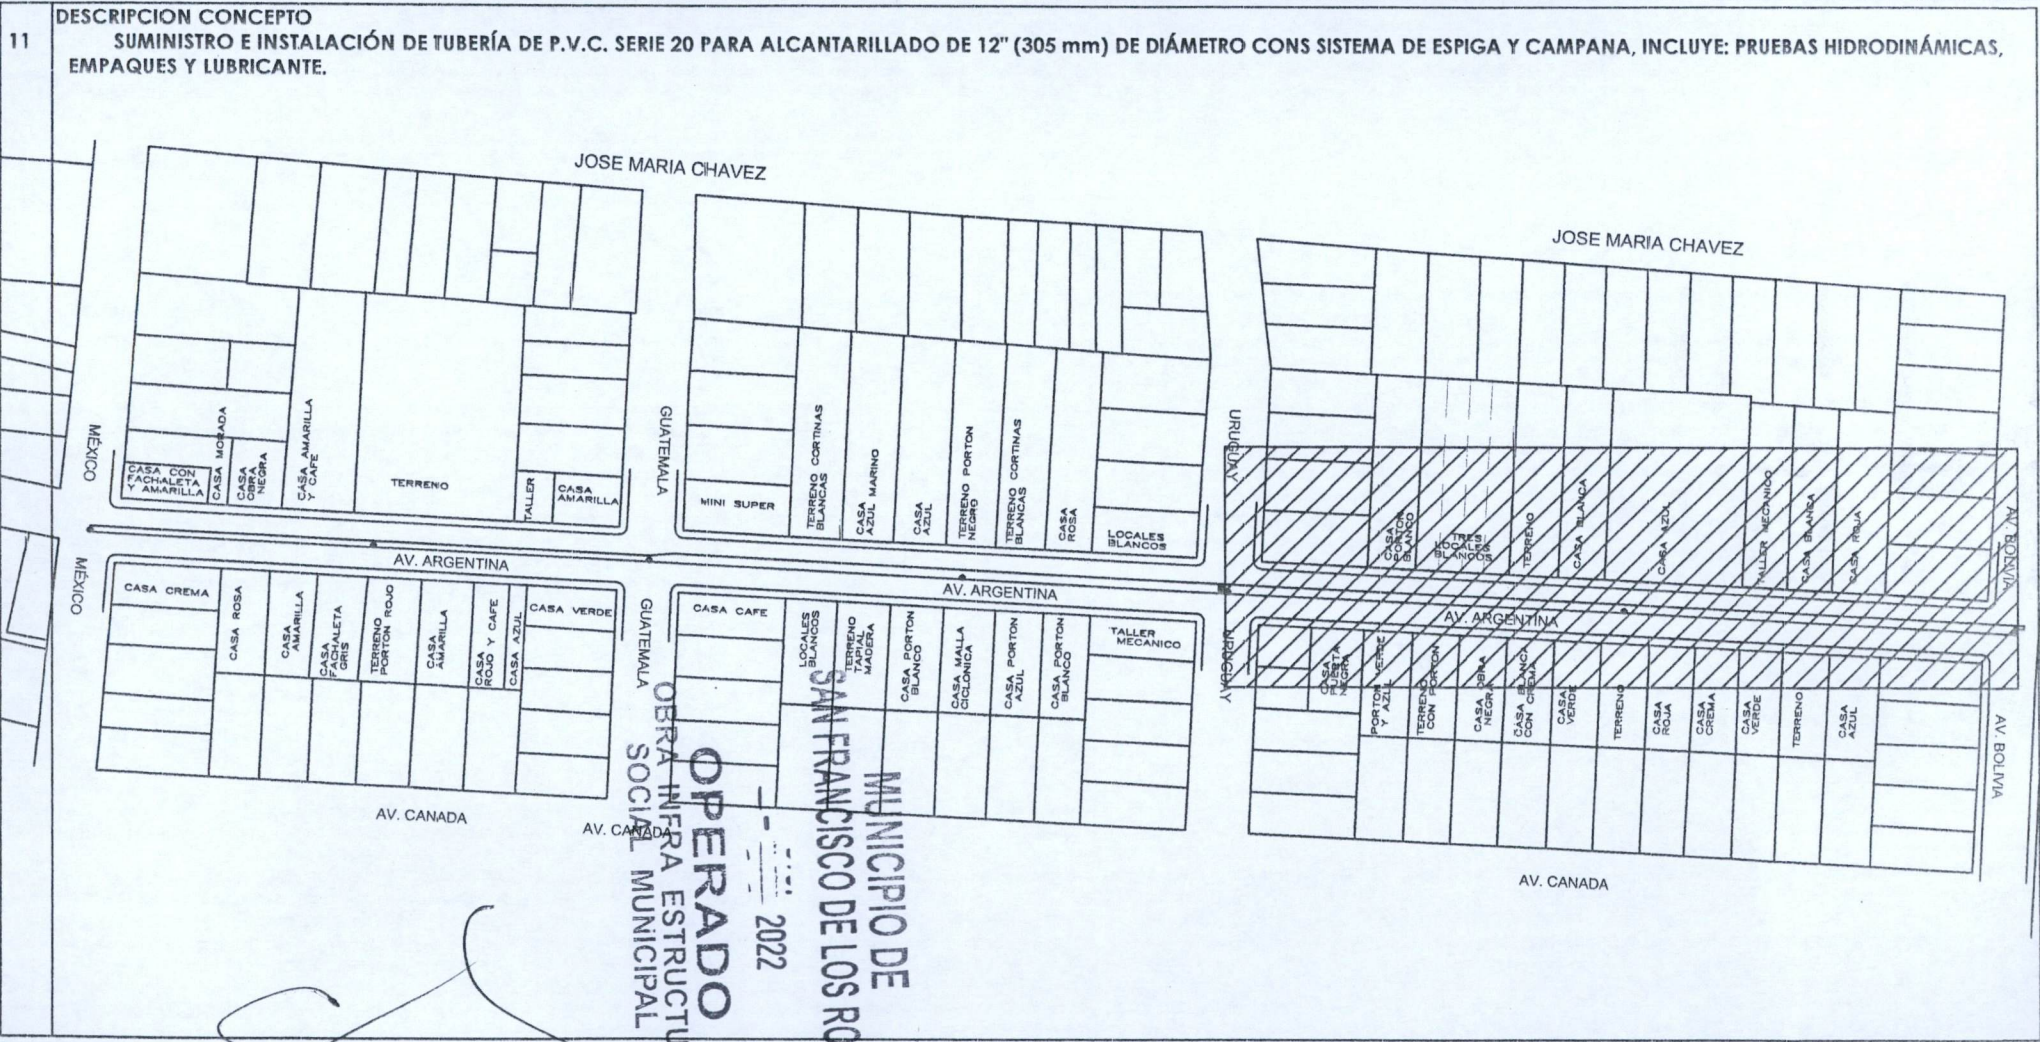 DESCRIPCION CONCEPTO
11
SUMINISTRO E INSTALACIÓN DE TUBERÍA DE P.V.C. SERIE 20 PARA ALCANTARILLADO DE 12" (305 mm) DE DIÁMETRO CONS SISTEMA DE ESPIGA Y CAMPANA, INCLUYE: PRUEBAS HIDRODINÁMICAS,
EMPAQUES Y LUBRICANTE.
JOSE MARIA CHAVEZ
JOSE MARIA CHAVEZ
MÉXICO
GUATEMALA
URUGUAY
AV. BOLIVIA
CASA CON
FACHALETA
Y AMARILLA
CASA MORADA
CASA
OBRA
NEGRA
CASA AMARILLA
Y CAFE
TERRENO
TALLER
CASA
AMARILLA
MINI SUPER
TERRENO CORTINAS
BLANCAS
CASA
AZUL MARINO
CASA
AZUL
TERRENO PORTON
NEGRO
TERRENO CORTINAS
BLANCAS
CASA
ROSA
LOCALES
BLANCOS
CASA
PORTON
BLANCO
TRES
LOCALES
BLANCOS
TERRENO
CASA BLANCA
CASA AZUL
TALLER MECNICO
CASA BLANCA
CASA ROJA
AV. ARGENTINA
AV. ARGENTINA
AV. ARGENTINA
MÉXICO
GUATEMALA
URUGUAY
AV. BOLIVIA
CASA CREMA
CASA ROSA
CASA
AMARILLA
CASA
FACHALETA
GRIS
TERRENO
PORTON ROJO
CASA
AMARILLA
CASA
ROJO Y CAFE
CASA AZUL
CASA VERDE
CASA CAFE
LOCALES
BLANCOS
TERRENO
TAPIAL
MADERA
CASA PORTON
BLANCO
CASA MALLA
CICLONICA
CASA PORTON
AZUL
CASA PORTON
BLANCO
TALLER
MECANICO
CASA
PUERTA
NEGRA
PORTON VERDE
Y AZUL
TERRENO
CON PORTON
CASA OBRA
NEGRA
CASA BLANCA
CON CREMA
CASA
VERDE
TERRENO
CASA
ROJA
CASA
CREMA
CASA
VERDE
TERRENO
CASA
AZUL
AV. CANADA
AV. CANADA
AV. CANADA
MUNICIPIO DE
SAN FRANCISCO DE LOS RO
2022
OPERADO
OBRA INFRA ESTRUCTU
SOCIAL MUNICIPAL